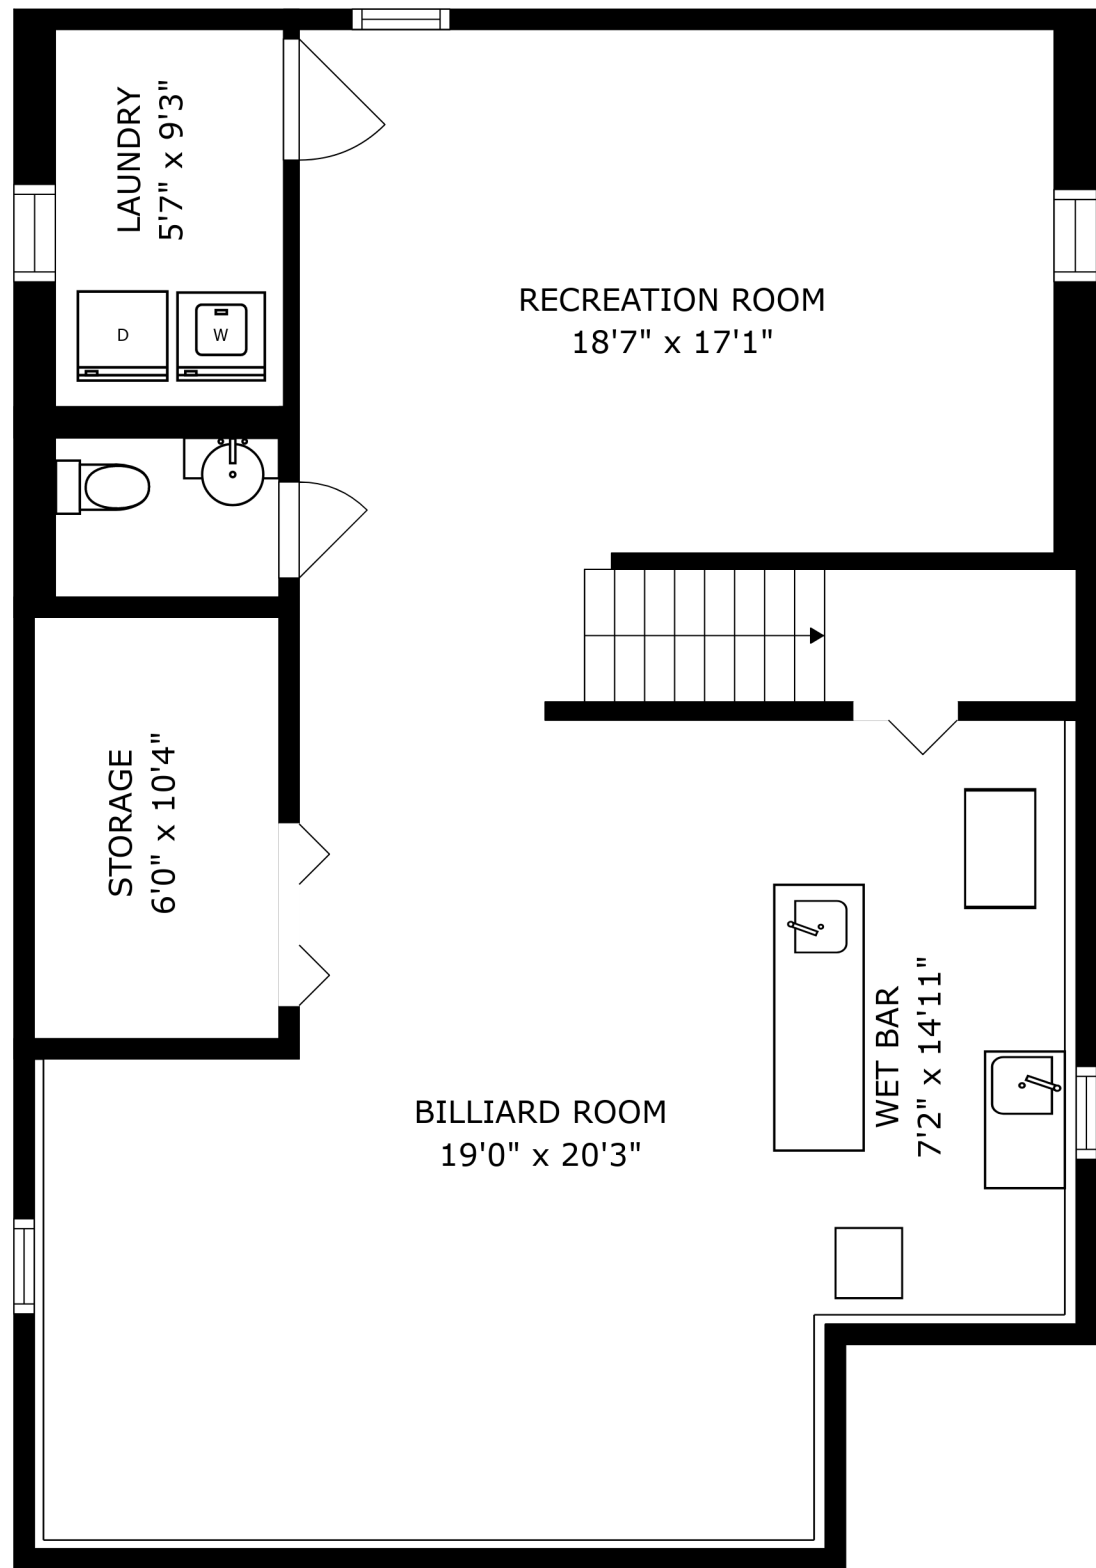 LAUNDRY
5'7" x 9'3"
D
W
RECREATION ROOM
18'7" x 17'1"
STORAGE
6'0" x 10'4"
WET BAR
7'2" x 14'11"
BILLIARD ROOM
19'0" x 20'3"